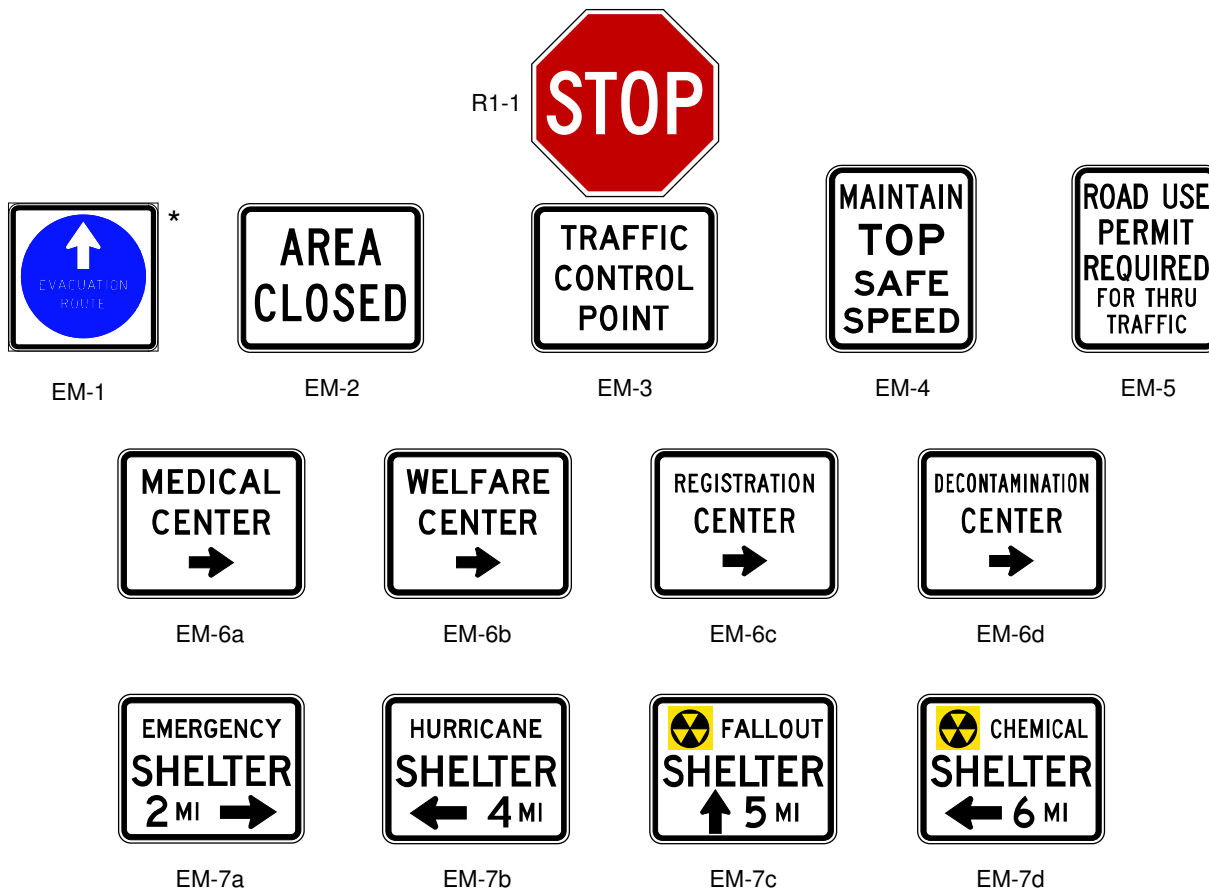 STOP
R1-1
EVACUATION
ROUTE
*
AREA
CLOSED
TRAFFIC
CONTROL
POINT
MAINTAIN
TOP
SAFE
SPEED
ROAD USE
PERMIT
REQUIRED
FOR THRU
TRAFFIC
EM-1
EM-2
EM-3
EM-4
EM-5
MEDICAL
CENTER
WELFARE
CENTER
REGISTRATION
CENTER
DECONTAMINATION
CENTER
EM-6a
EM-6b
EM-6c
EM-6d
EMERGENCY
SHELTER
2 MI
HURRICANE
SHELTER
4 MI
FALLOUT
SHELTER
5 MI
CHEMICAL
SHELTER
6 MI
EM-7a
EM-7b
EM-7c
EM-7d